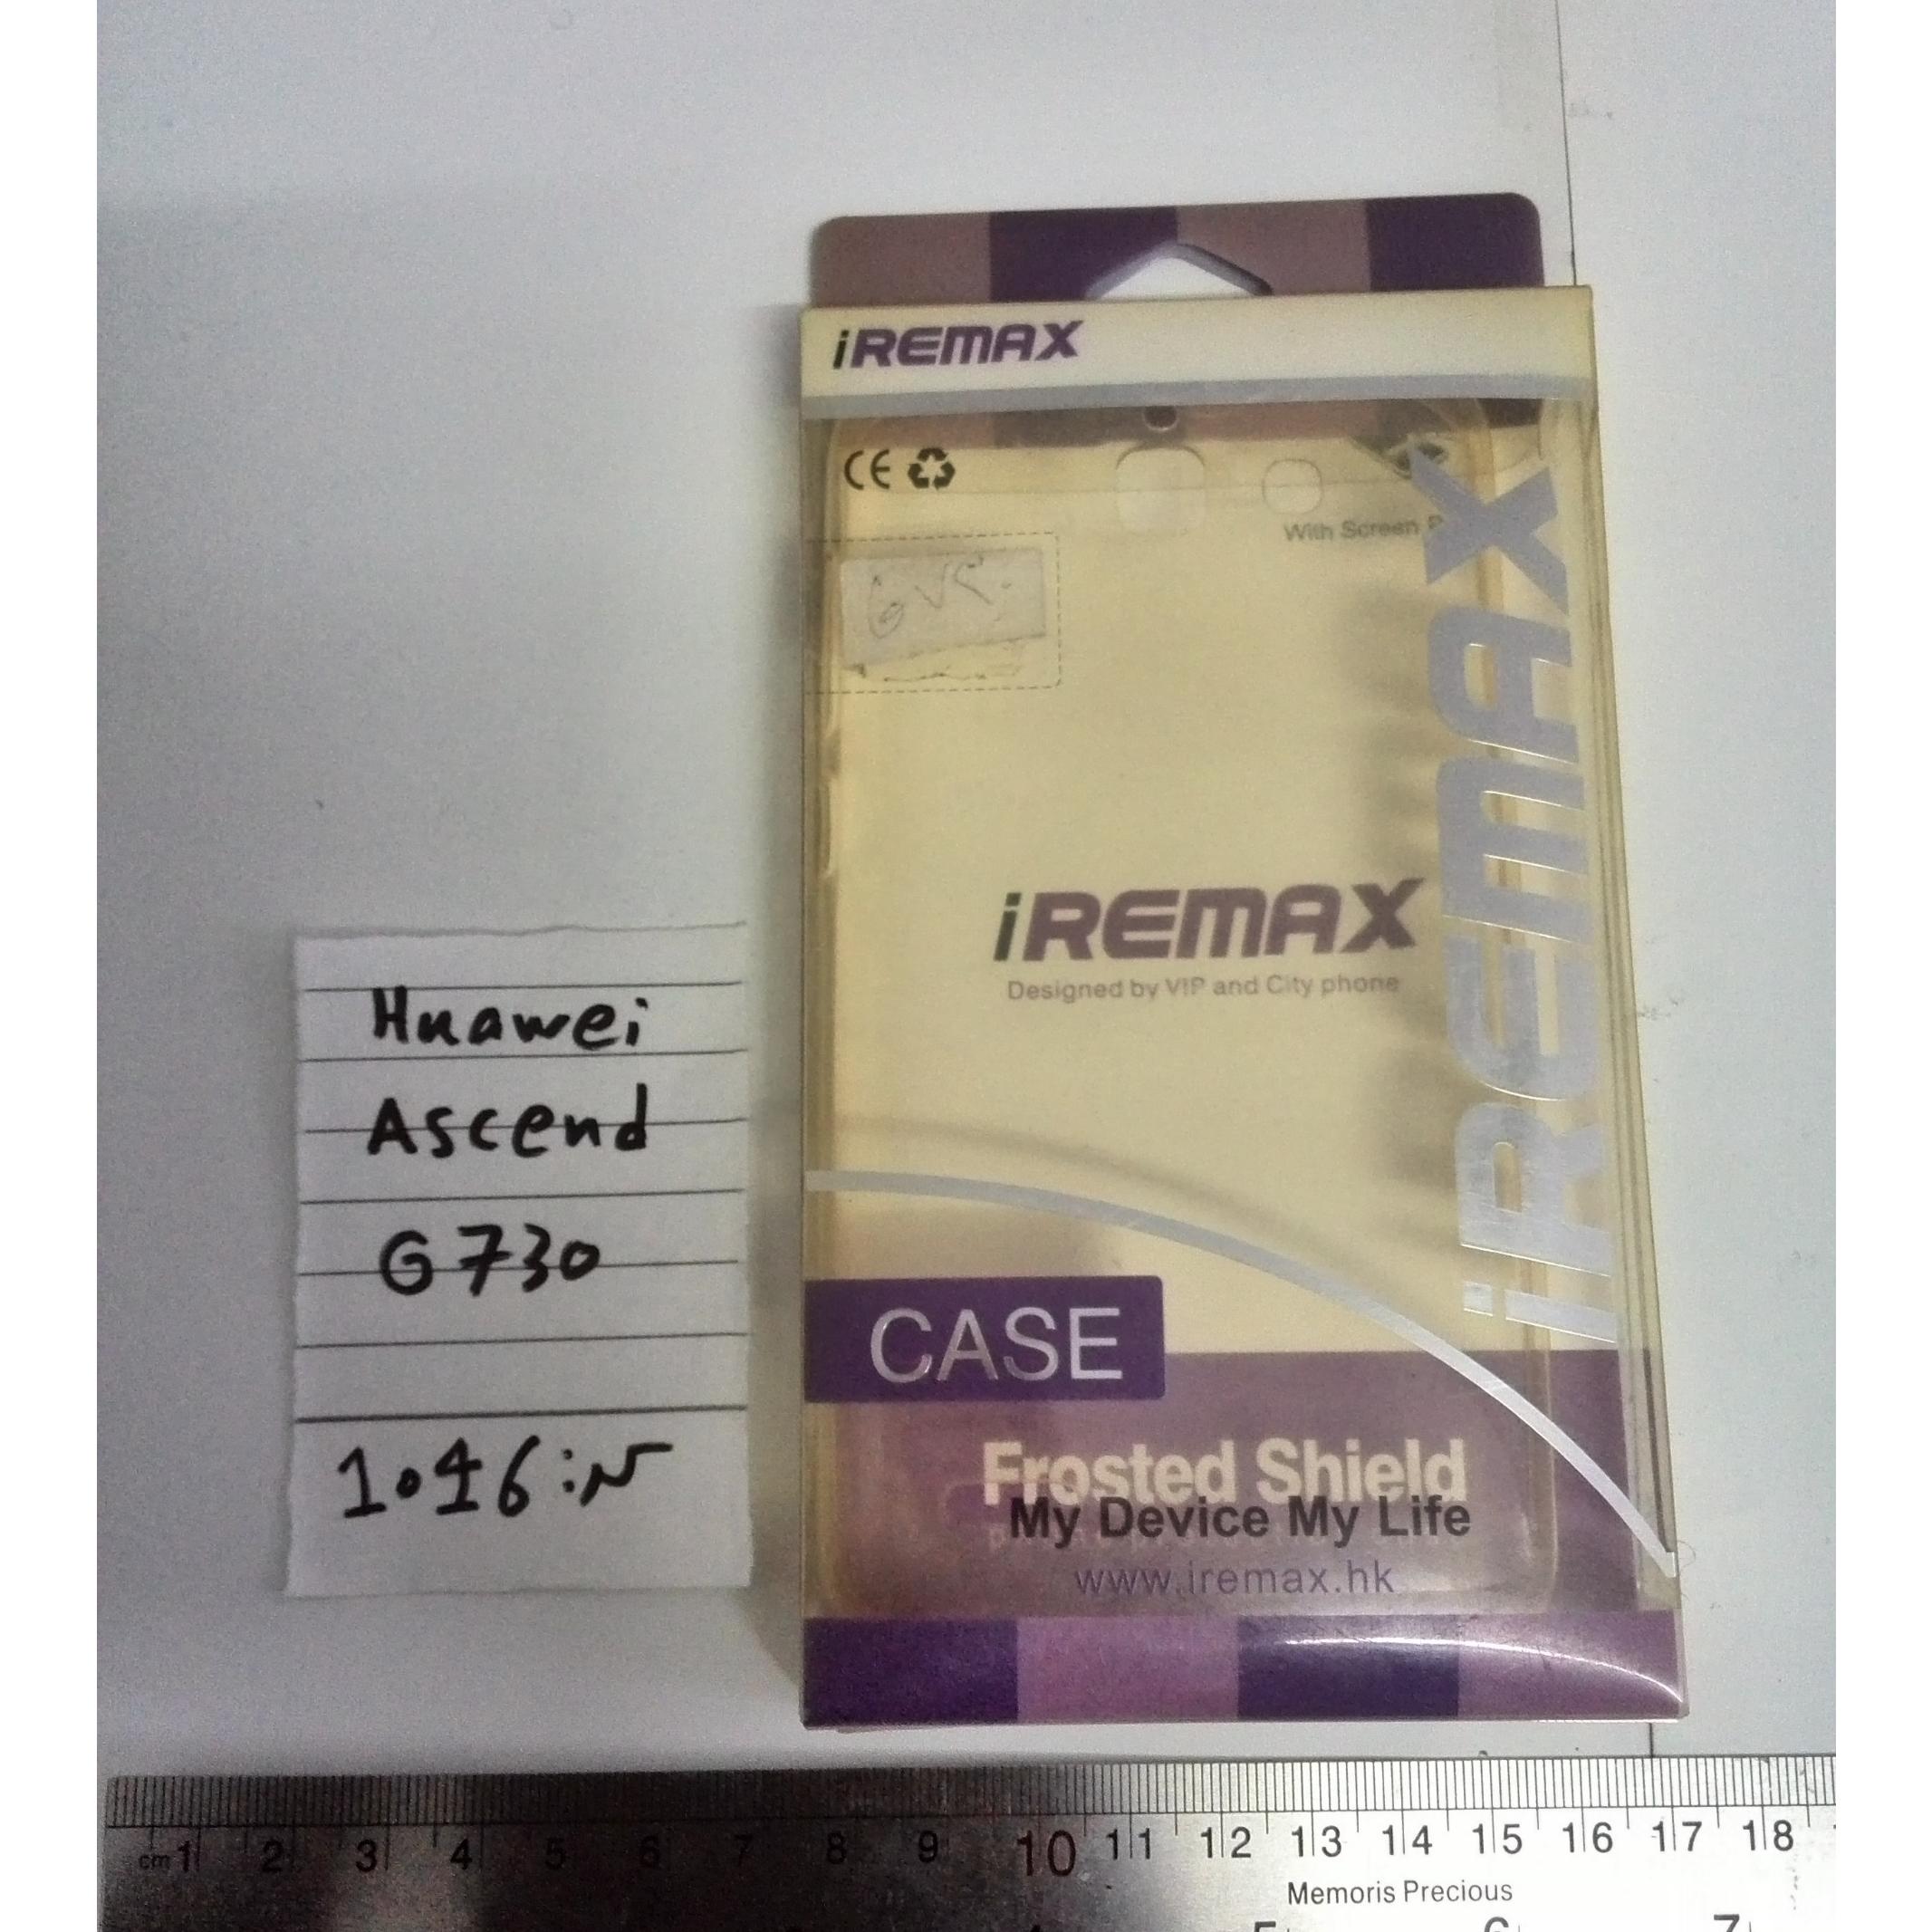 iREMAX
CE
With Screen
iREMAX
iREMAX
Designed by VIP and City phone
CASE
Frosted Shield
My Device My Life
www.iremax.hk
Huawei
Ascend
G730
cm 1 2 3 4 5 6 7 8 9 10 11 12 13 14 15 16 17 18
Memoris Precious
5 6 7